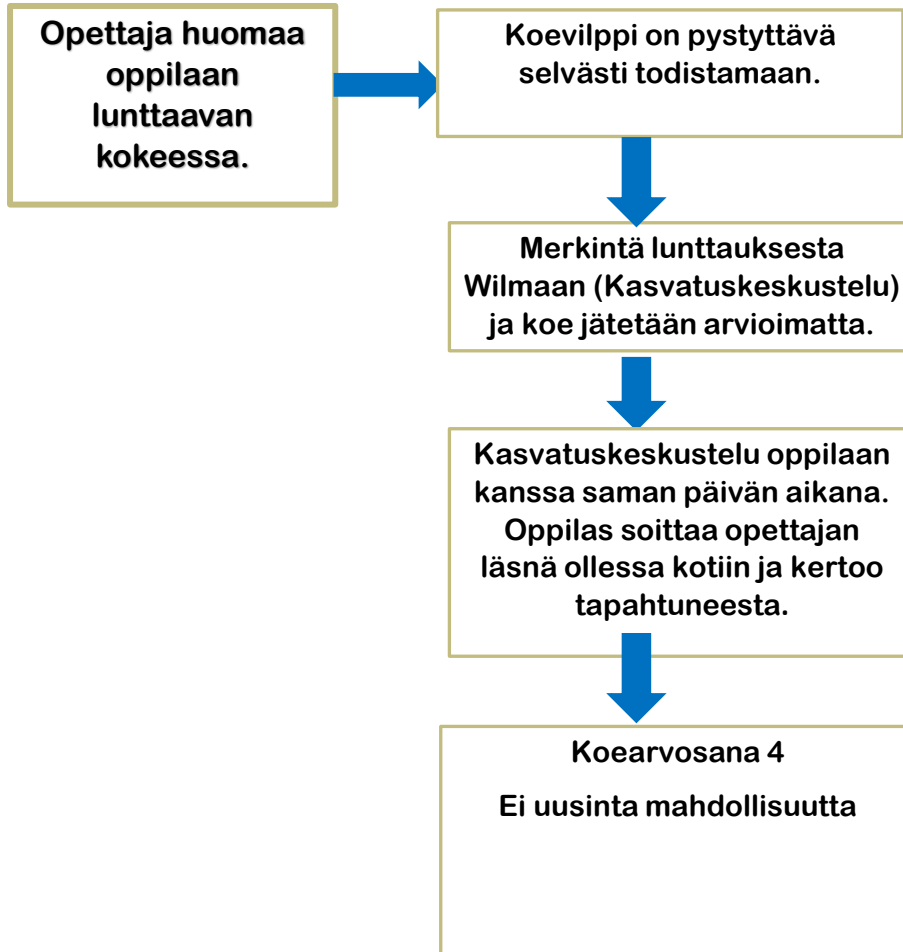 Opettaja huomaa
oppilaan
lunttaavan
kokeessa.
Koevilppi on pystyttävä
selvästi todistamaan.
Merkintä lunttauksesta
Wilmaan (Kasvatuskeskustelu)
ja koe jätetään arvioimatta.
Kasvatuskeskustelu oppilaan
kanssa saman päivän aikana.
Oppilas soittaa opettajan
läsnä ollessa kotiin ja kertoo
tapahtuneesta.
Koearvosana 4
Ei uusinta mahdollisuutta